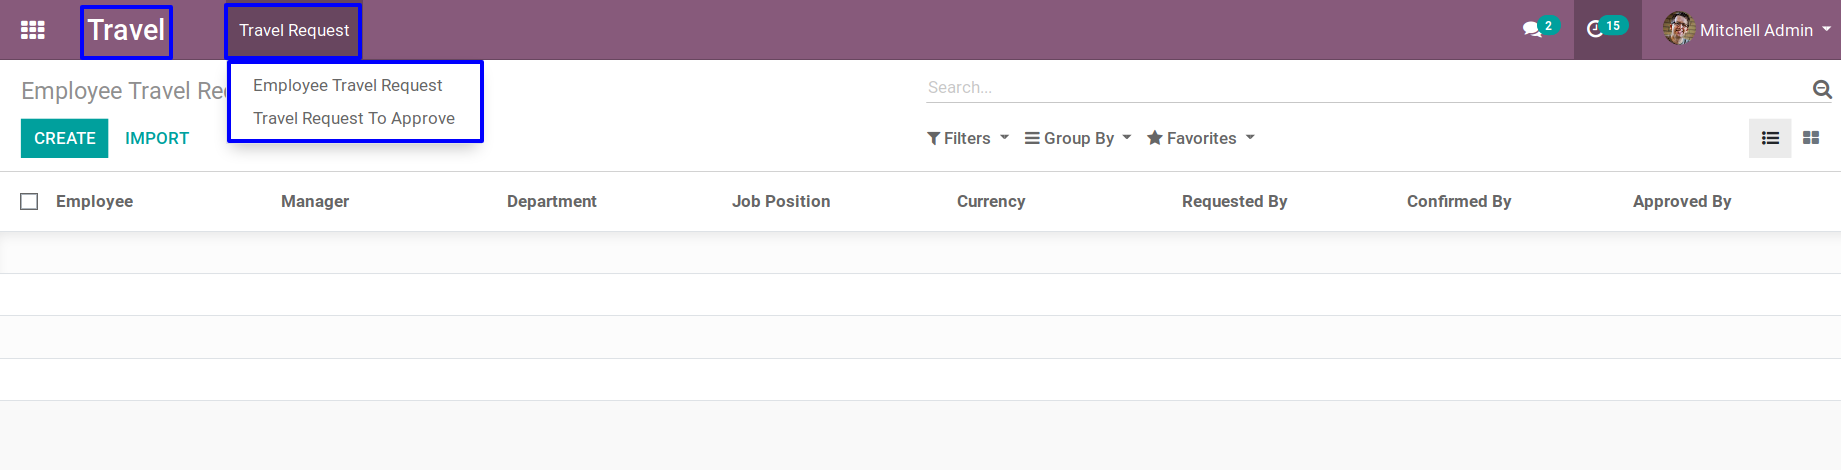 Travel Travel Request 2 15 Mitchell Admin
Employee Travel Re
Employee Travel Request
Travel Request To Approve
Search...
CREATE IMPORT
Filters Group By Favorites
Employee Manager Department Job Position Currency Requested By Confirmed By Approved By